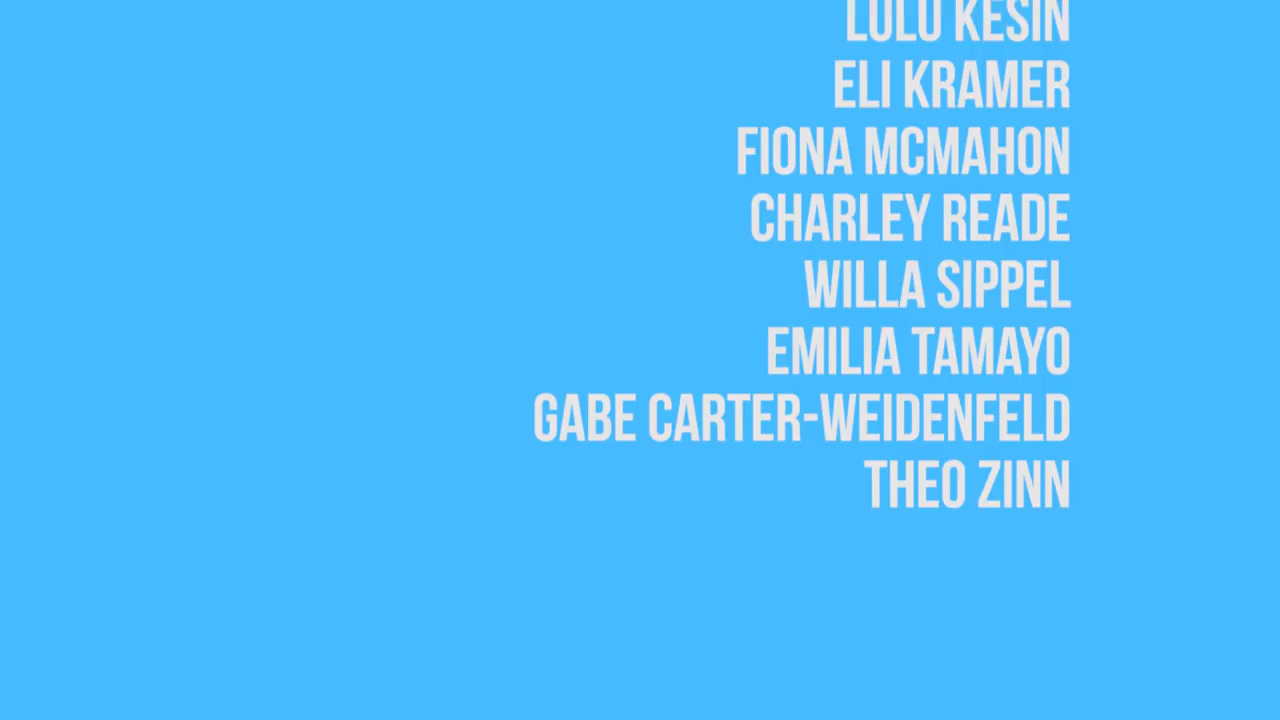 LULU KESIN
ELI KRAMER
FIONA MCMAHON
CHARLEY READE
WILLA SIPPEL
EMILIA TAMAYO
GABE CARTER-WEIDENFELD
THEO ZINN